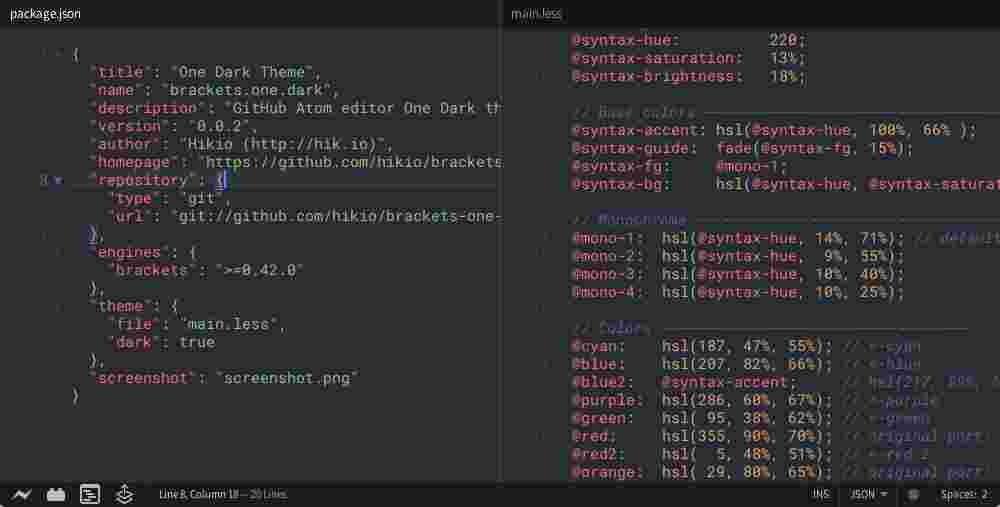 package.json
{
"title": "One Dark Theme",
"name": "brackets.one.dark",
"description": "GitHub Atom editor One Dark th
"version": "0.0.2",
"author": "Hikio (http://hik.io)",
"homepage": "https://github.com/hikio/brackets
8 "repository": {
"type": "git",
"url": "git://github.com/hikio/brackets-one-
},
"engines": {
"brackets": ">=0.42.0"
},
"theme": {
"file": "main.less",
"dark": true
},
"screenshot": "screenshot.png"
}
main.less
@syntax-hue: 220;
@syntax-saturation: 13%;
@syntax-brightness: 18%;
// Base colors
@syntax-accent: hsl(@syntax-hue, 100%, 66% );
@syntax-guide: fade(@syntax-fg, 15%);
@syntax-fg: @mono-1;
@syntax-bg: hsl(@syntax-hue, @syntax-saturat
// Monochrome
@mono-1: hsl(@syntax-hue, 14%, 71%); // default
@mono-2: hsl(@syntax-hue, 9%, 55%);
@mono-3: hsl(@syntax-hue, 10%, 40%);
@mono-4: hsl(@syntax-hue, 10%, 25%);
// Colors
@cyan: hsl(187, 47%, 55%); // <-cyan
@blue: hsl(207, 82%, 66%); // <-blue
@blue2: @syntax-accent;
@purple: hsl(286, 60%, 67%); // <-purple
@green: hsl( 95, 38%, 62%); // <-green
@red: hsl(355, 90%, 70%); // original port
@red2: hsl( 5, 48%, 51%); // <-red 2
@orange: hsl( 29, 80%, 65%); // original port
Line 8, Column 18 — 20 Lines
INS
JSON
Spaces: 2